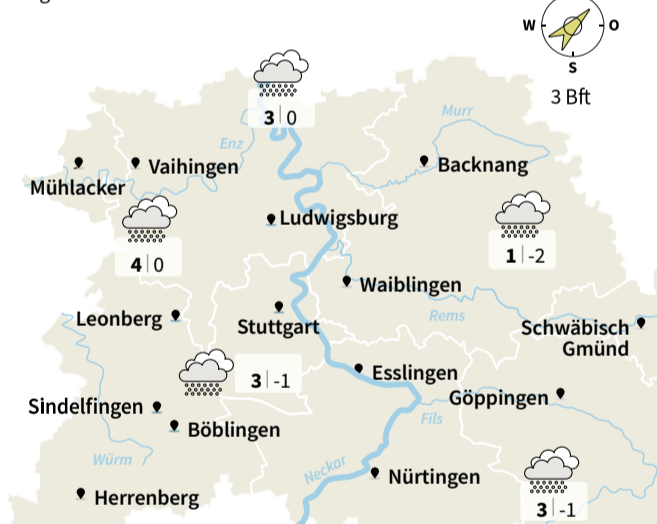 W
O
S
3 Bft
3|0
Murr
Enz
Vaihingen
Backnang
Mühlacker
Ludwigsburg
4|0
1|-2
Waiblingen
Leonberg
Stuttgart
Rems
Schwäbisch
Gmünd
3|-1
Esslingen
Göppingen
Sindelfingen
Fils
Böblingen
Würm
Neckar
Nürtingen
Herrenberg
3|-1